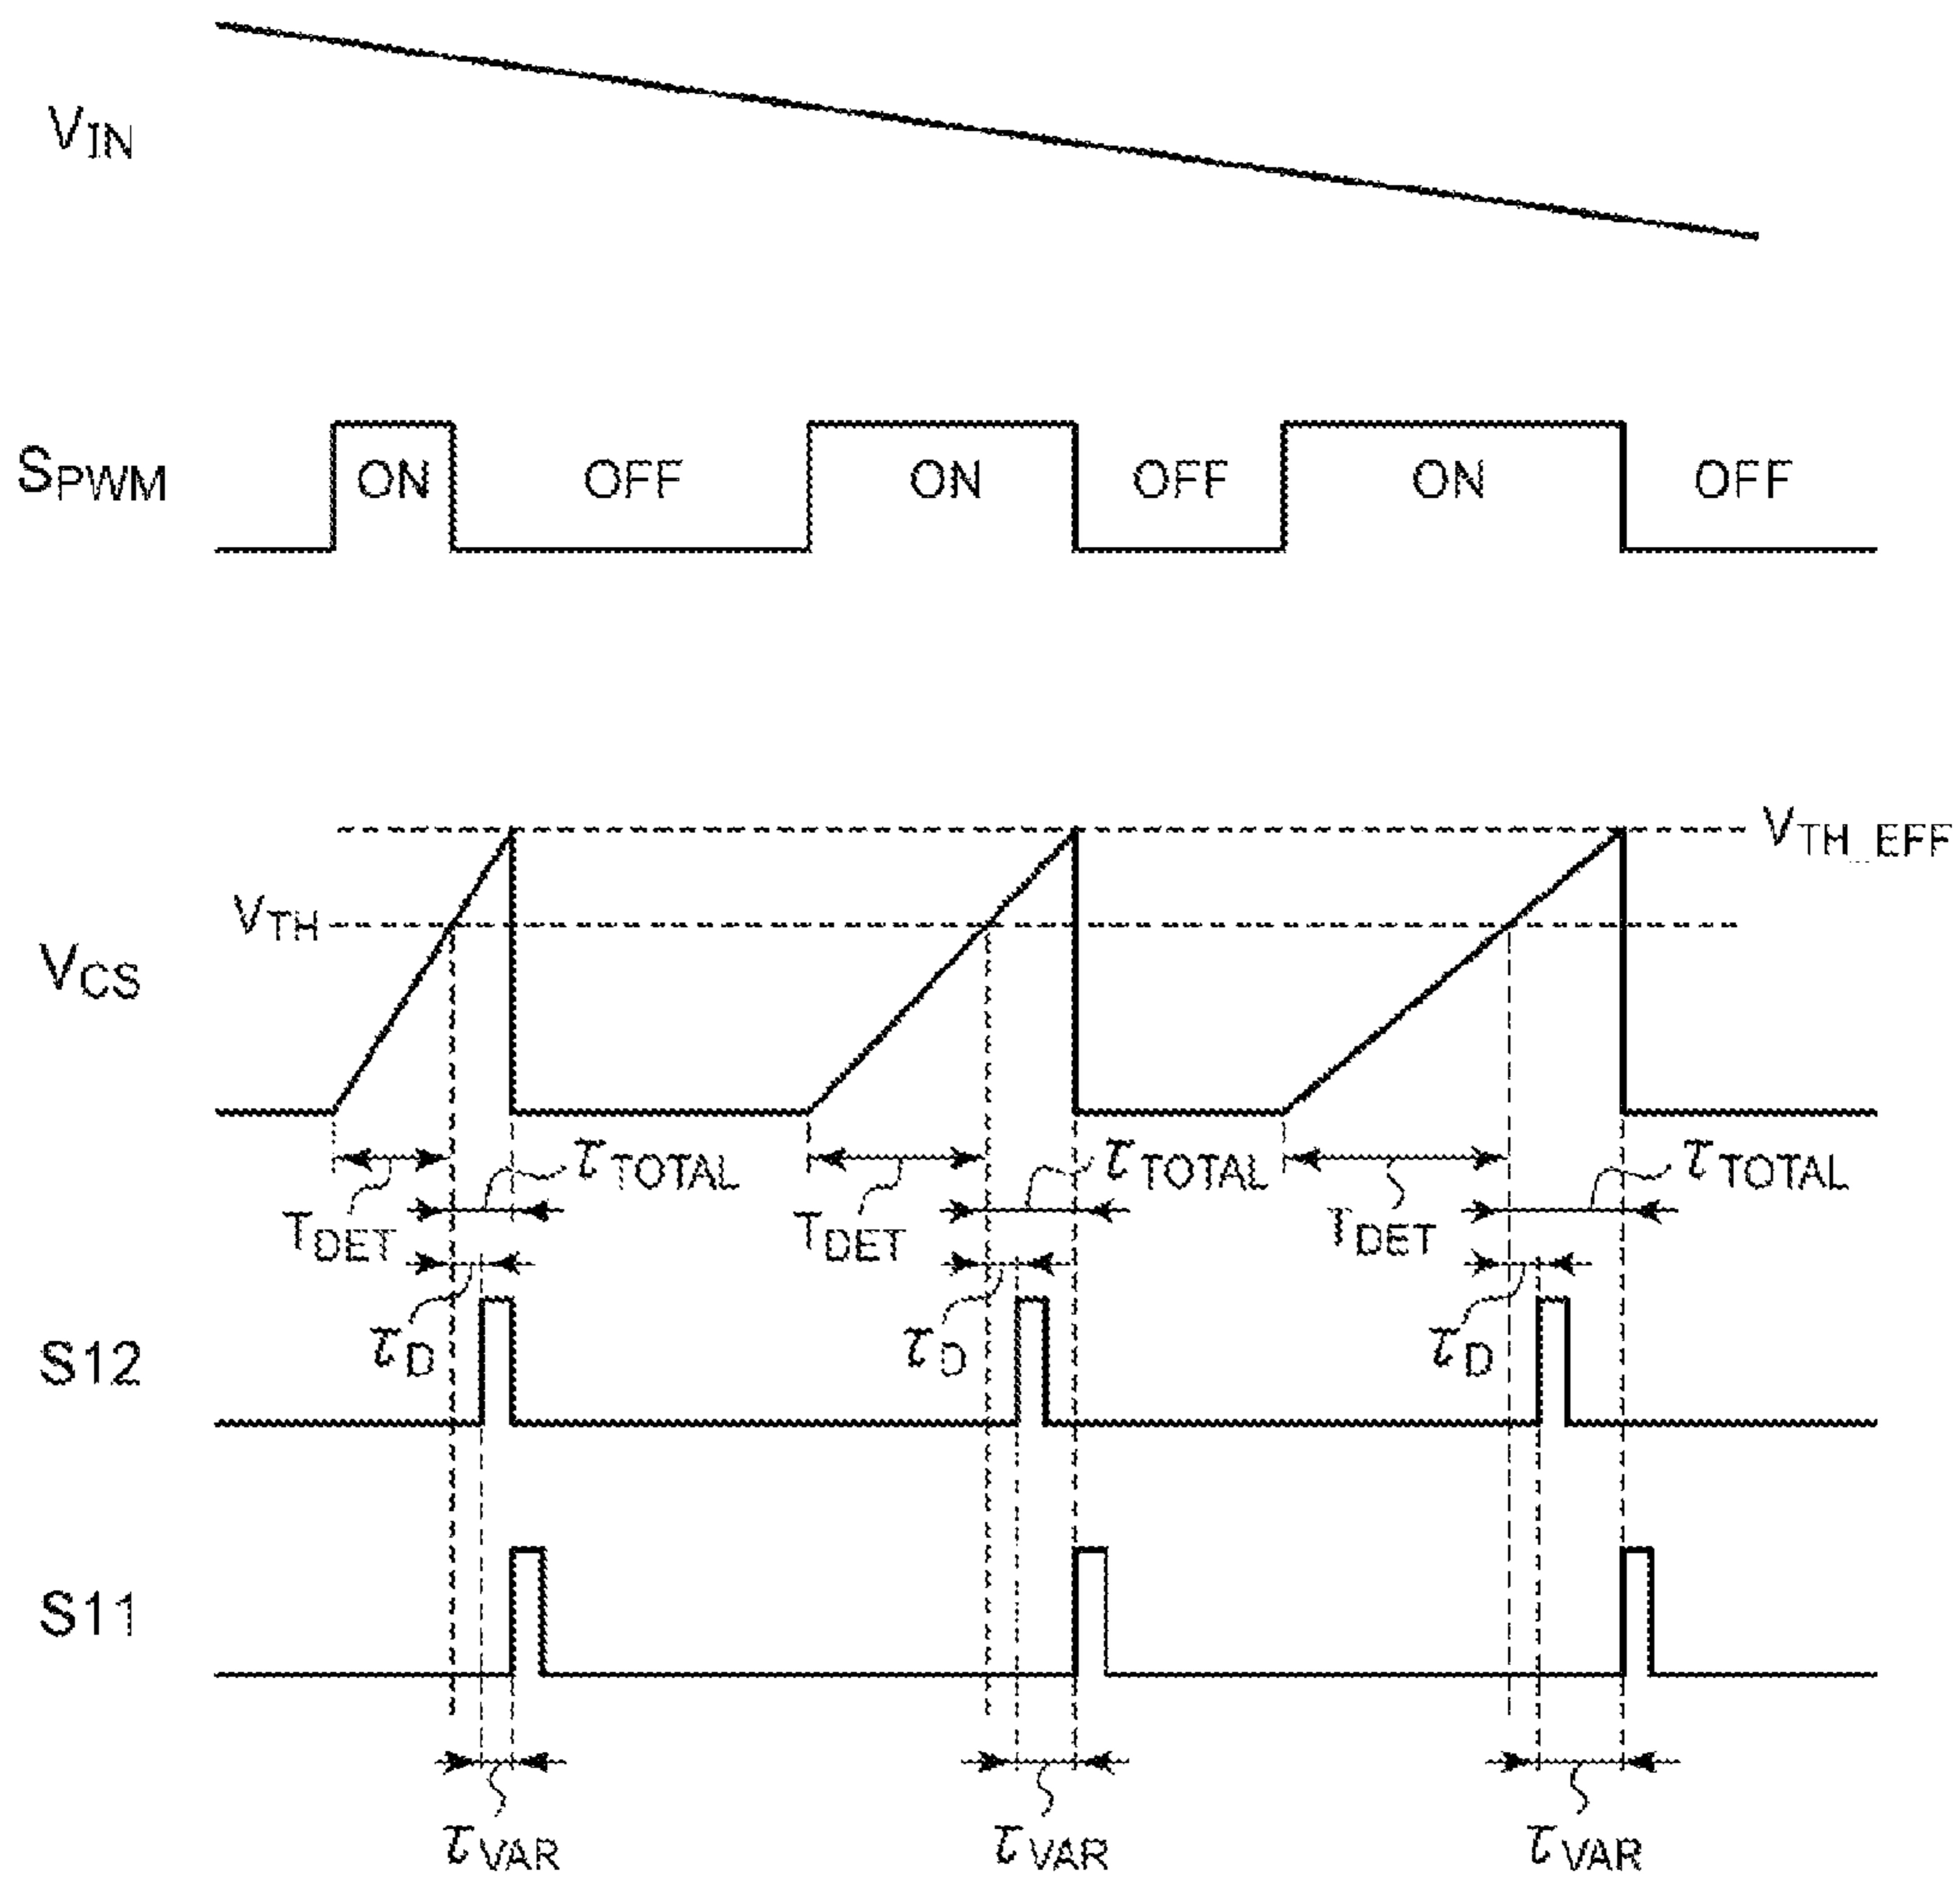 VIN
SPWM ON OFF ON OFF ON OFF
VTH_EFF
VTH
VCS
τTOTAL τTOTAL τTOTAL
TDET TDET TDET
τD τD τD
S12
S11
τVAR τVAR τVAR